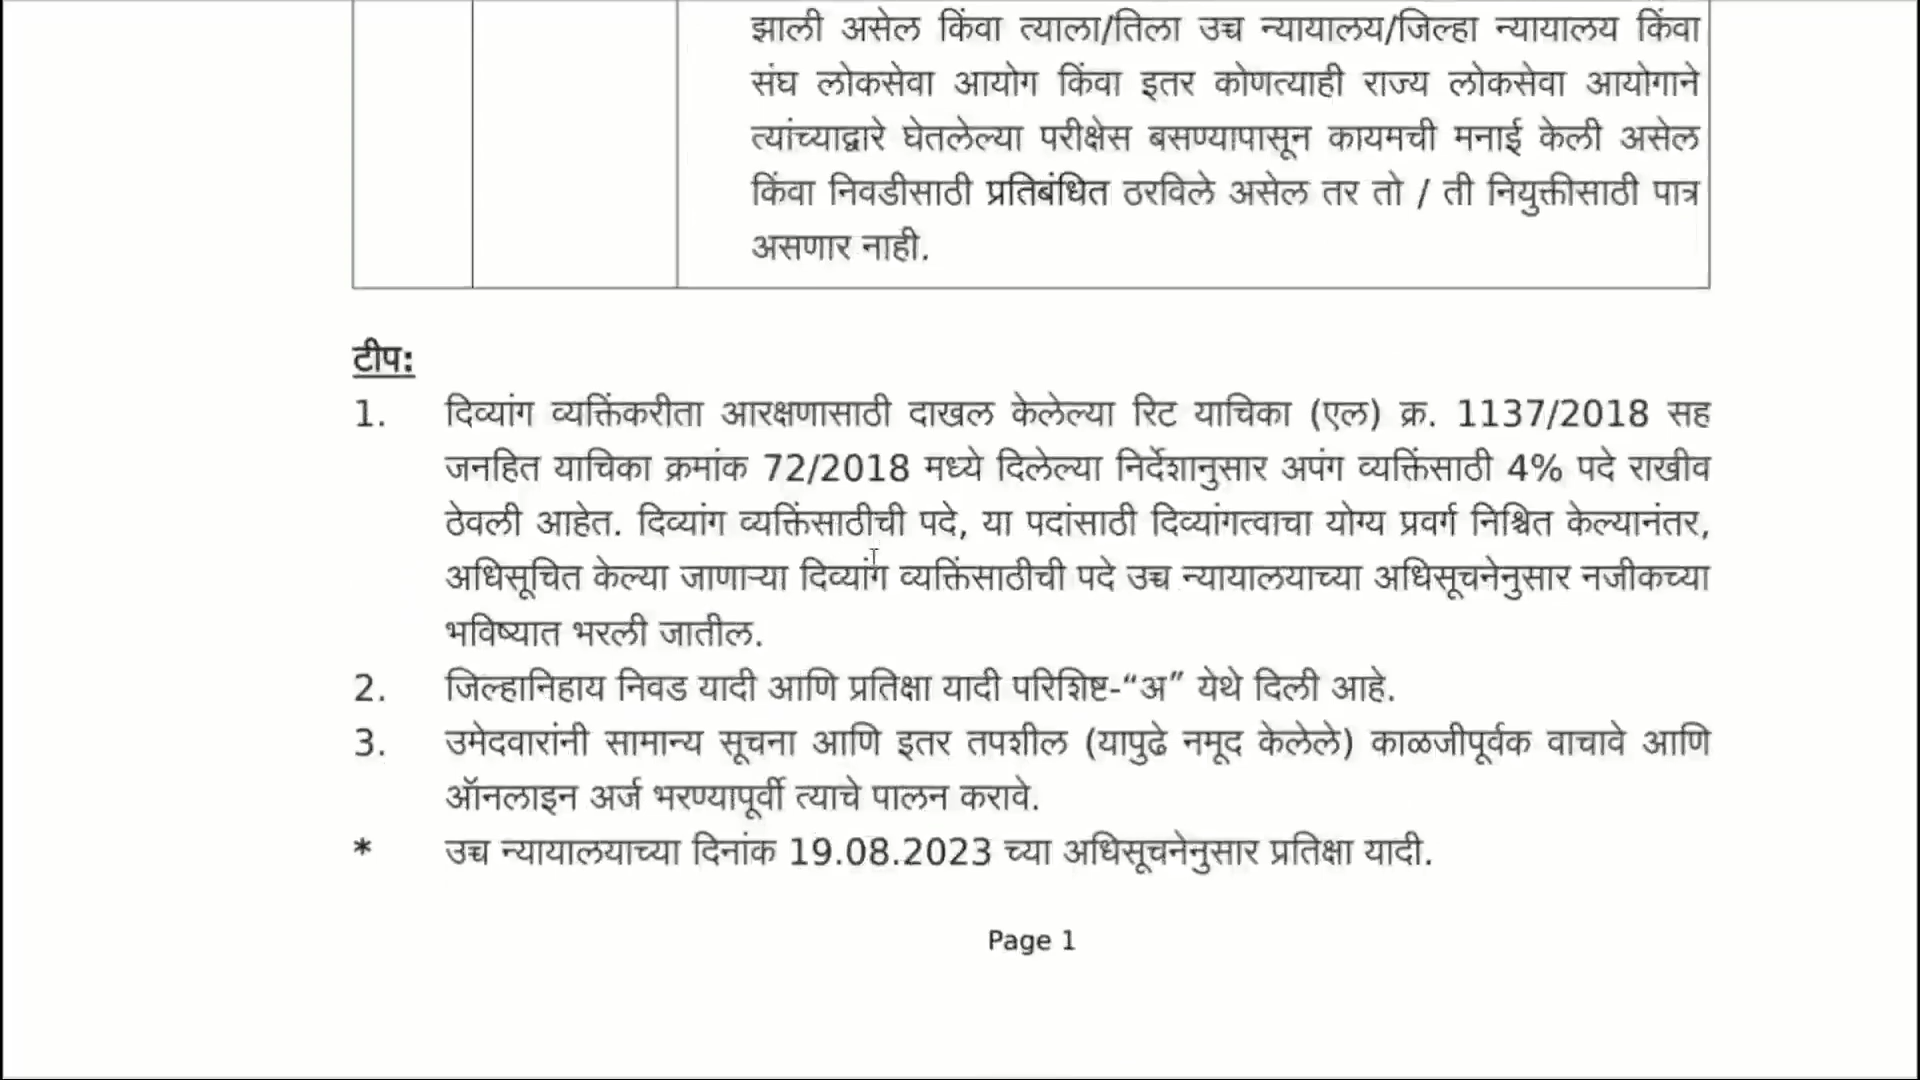 झाली असेल किंवा त्याला/तिला उच्च न्यायालय/जिल्हा न्यायालय किंवा
संघ लोकसेवा आयोग किंवा इतर कोणत्याही राज्य लोकसेवा आयोगाने
त्यांच्याद्वारे घेतलेल्या परीक्षेस बसण्यापासून कायमची मनाई केली असेल
किंवा निवडीसाठी प्रतिबंधित ठरविले असेल तर तो / ती नियुक्तीसाठी पात्र
असणार नाही.
टीप:
1. दिव्यांग व्यक्तिंकरीता आरक्षणासाठी दाखल केलेल्या रिट याचिका (एल) क्र. 1137/2018 सह
जनहित याचिका क्रमांक 72/2018 मध्ये दिलेल्या निर्देशानुसार अपंग व्यक्तिंसाठी 4% पदे राखीव
ठेवली आहेत. दिव्यांग व्यक्तिंसाठीची पदे, या पदांसाठी दिव्यांगत्वाचा योग्य प्रवर्ग निश्चित केल्यानंतर,
अधिसूचित केल्या जाणाऱ्या दिव्यांग व्यक्तिंसाठीची पदे उच्च न्यायालयाच्या अधिसूचनेनुसार नजीकच्या
भविष्यात भरली जातील.
2. जिल्हानिहाय निवड यादी आणि प्रतिक्षा यादी परिशिष्ट-“अ” येथे दिली आहे.
3. उमेदवारांनी सामान्य सूचना आणि इतर तपशील (यापुढे नमूद केलेले) काळजीपूर्वक वाचावे आणि
ऑनलाइन अर्ज भरण्यापूर्वी त्याचे पालन करावे.
* उच्च न्यायालयाच्या दिनांक 19.08.2023 च्या अधिसूचनेनुसार प्रतिक्षा यादी.
Page 1